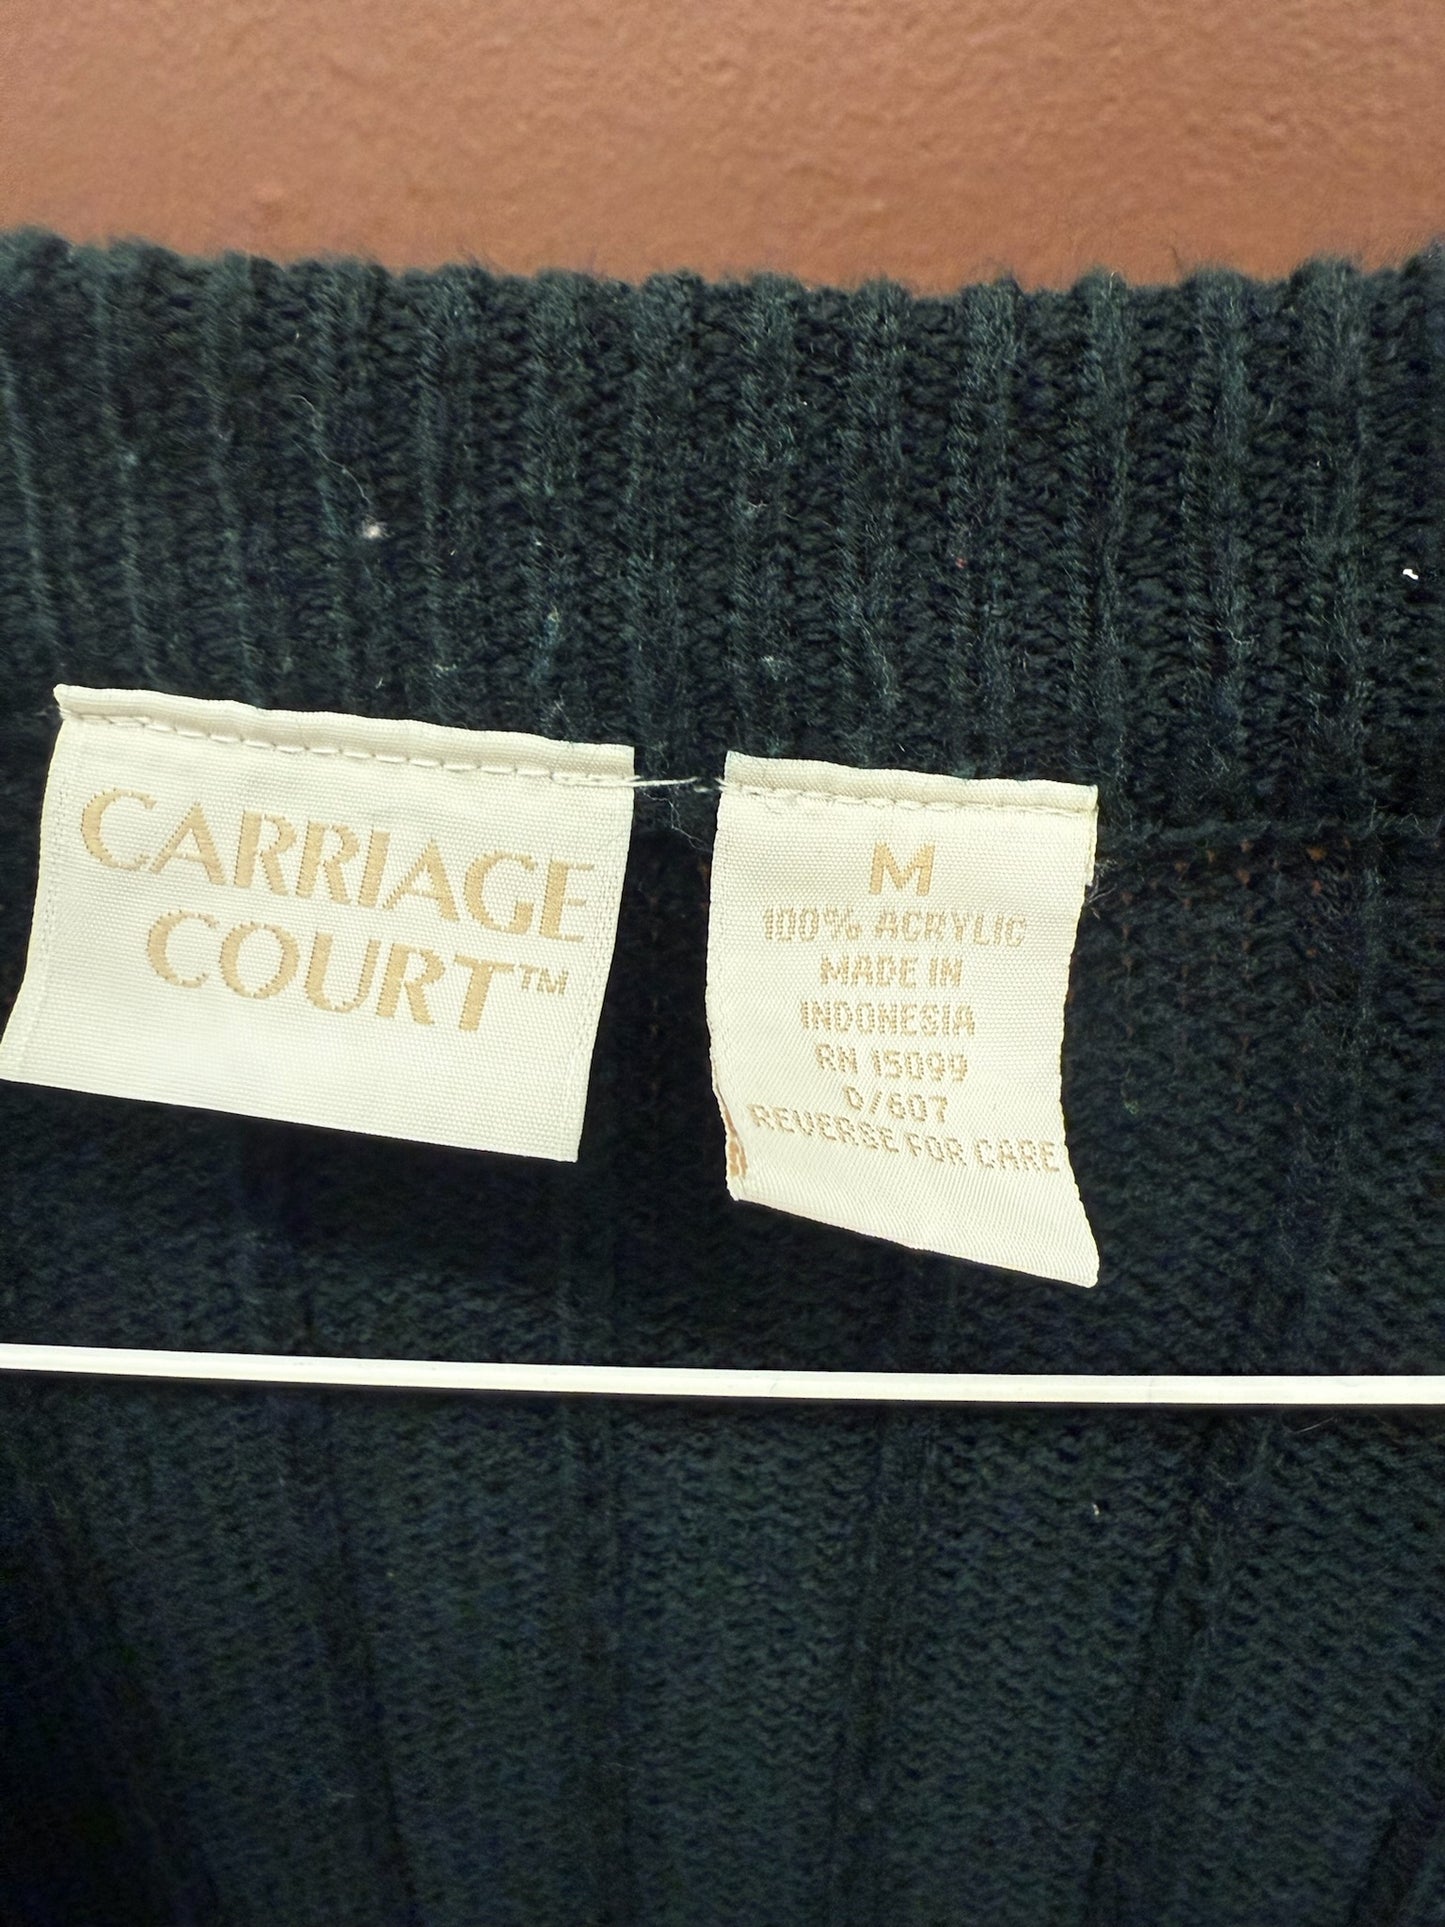 CARRIAGE
COURT™
M
100% ACRYLIC
MADE IN
INDONESIA
RN 15099
0/607
REVERSE FOR CARE